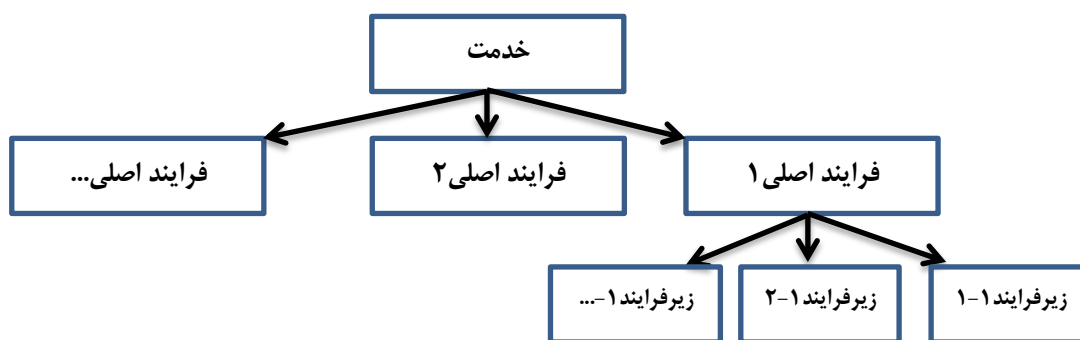 خدمت
فرایند اصلی۱
فرایند اصلی۲
فرایند اصلی...
زیرفرایند۱-۱
زیرفرایند۱-۲
زیرفرایند۱-...